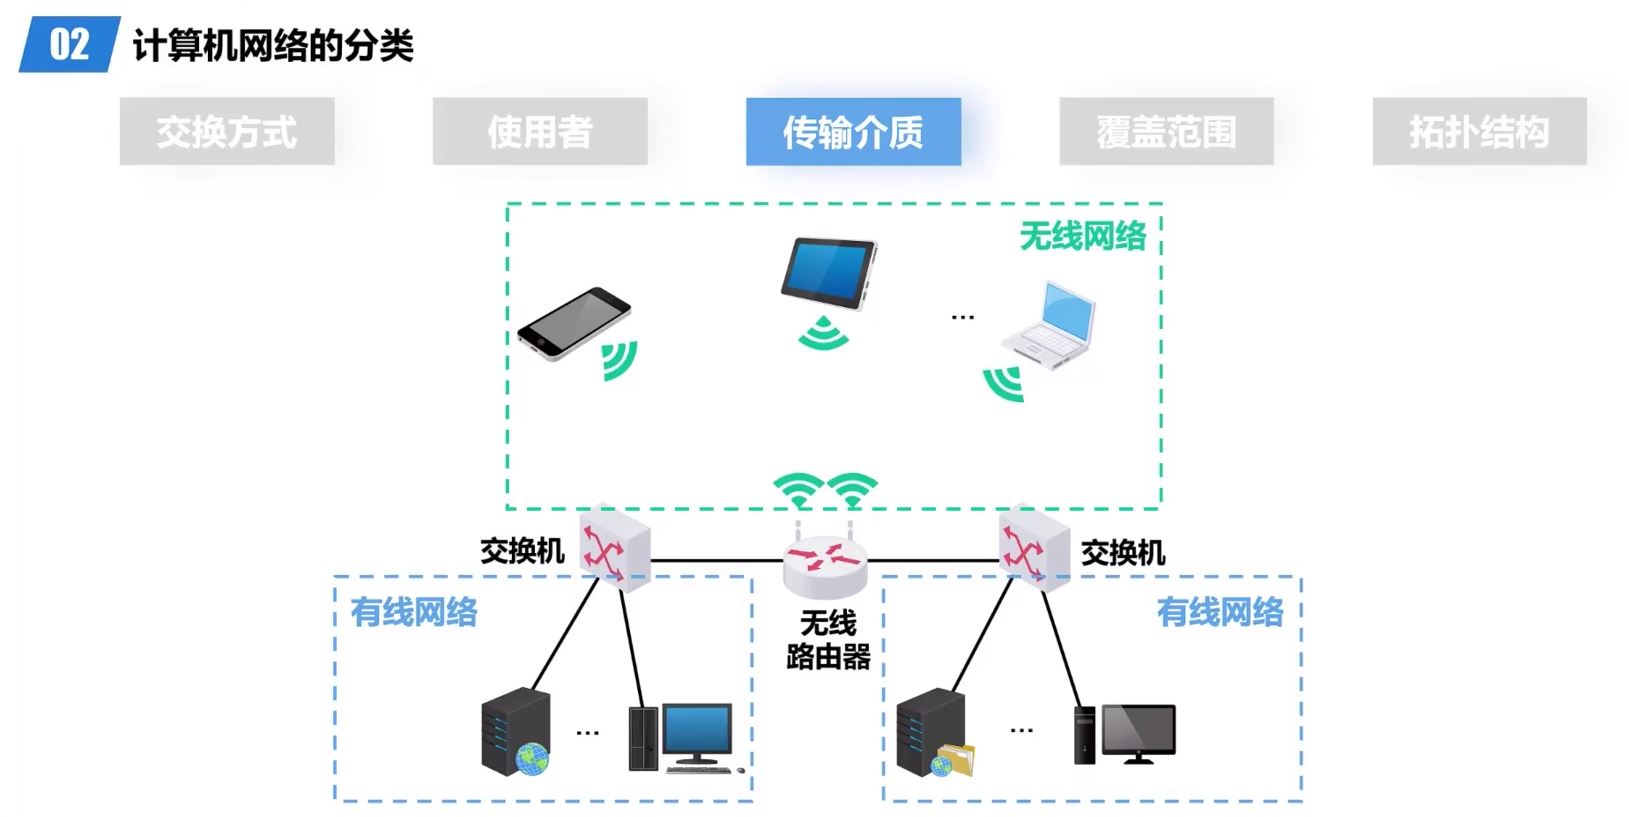 02 计算机网络的分类
交换方式
使用者
传输介质
覆盖范围
拓扑结构
无线网络
...
交换机
交换机
有线网络
无线
路由器
有线网络
...
...